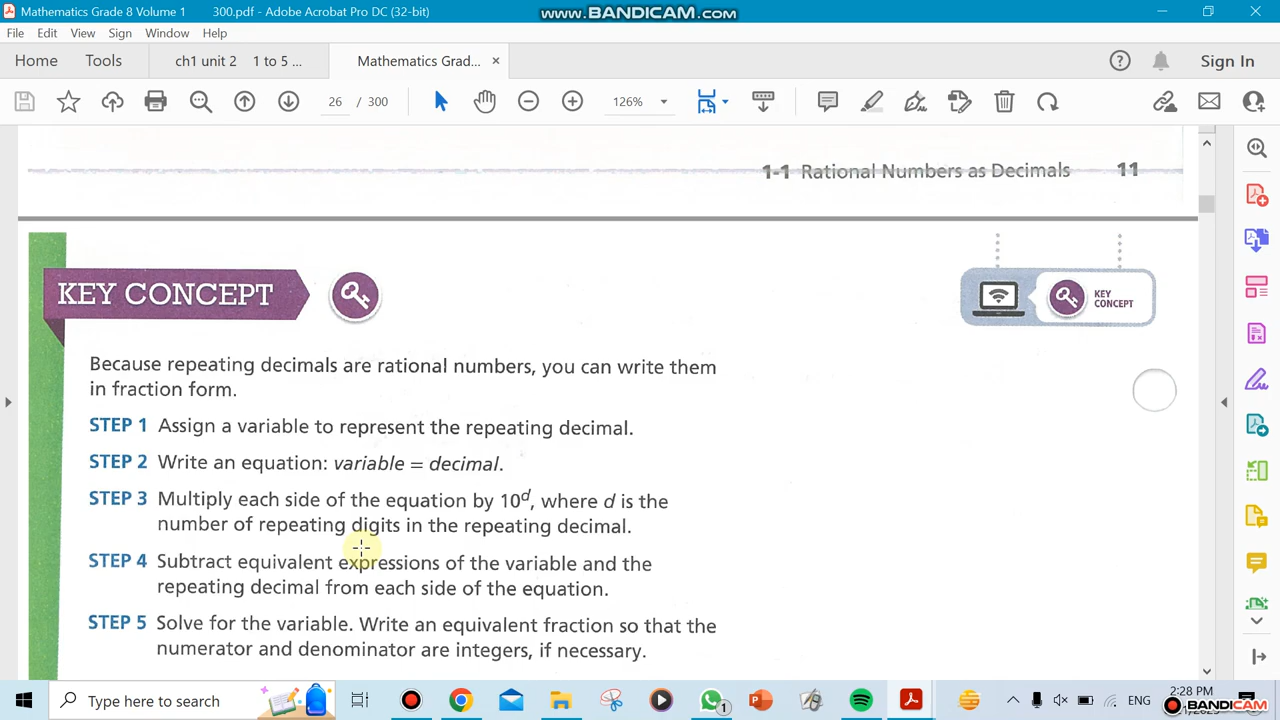 Mathematics Grade 8 Volume 1 300.pdf - Adobe Acrobat Pro DC (32-bit)
www.BANDICAM.com
File Edit View Sign Window Help
Home Tools ch1 unit 2 1 to 5 ... Mathematics Grad... × Sign In
26 / 300 126%
1-1 Rational Numbers as Decimals 11
KEY CONCEPT
KEY
CONCEPT
Because repeating decimals are rational numbers, you can write them
in fraction form.
STEP 1 Assign a variable to represent the repeating decimal.
STEP 2 Write an equation: variable = decimal.
STEP 3 Multiply each side of the equation by 10^d, where d is the
number of repeating digits in the repeating decimal.
STEP 4 Subtract equivalent expressions of the variable and the
repeating decimal from each side of the equation.
STEP 5 Solve for the variable. Write an equivalent fraction so that the
numerator and denominator are integers, if necessary.
Type here to search
1
ENG
2:28 PM
BANDICAM